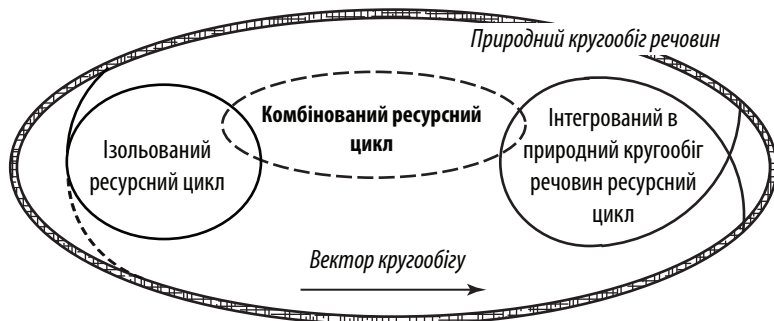 Природний кругообіг речовин
Комбінований ресурсний
цикл
Ізольований
ресурсний цикл
Інтегрований в
природний кругообіг
речовин ресурсний
цикл
Вектор кругообігу